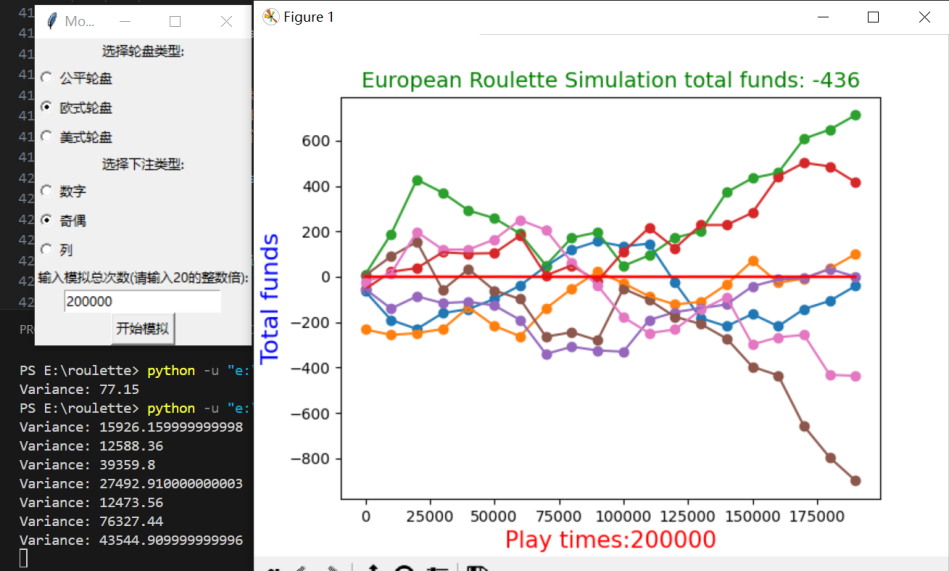 Mo...
选择轮盘类型:
公平轮盘
欧式轮盘
美式轮盘
选择下注类型:
数字
奇偶
列
输入模拟总次数(请输入20的整数倍):
200000
开始模拟
PS E:\roulette> python -u "e:
Variance: 77.15
PS E:\roulette> python -u "e:
Variance: 15926.159999999998
Variance: 12588.36
Variance: 39359.8
Variance: 27492.910000000003
Variance: 12473.56
Variance: 76327.44
Variance: 43544.909999999996
Figure 1
European Roulette Simulation total funds: -436
Total funds
600
400
200
0
−200
−400
−600
−800
0 25000 50000 75000 100000 125000 150000 175000
Play times:200000